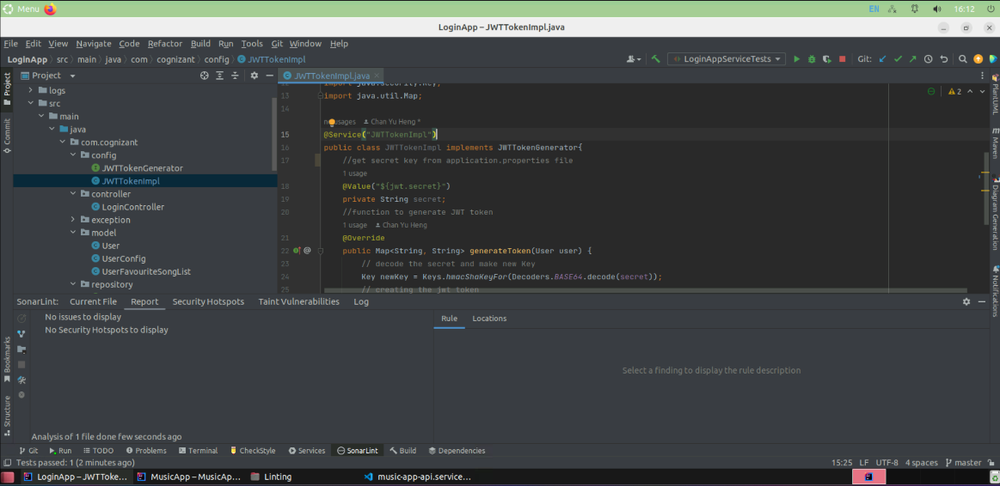 Menu EN 16:12
LoginApp – JWTTokenImpl.java
File Edit View Navigate Code Refactor Build Run Tools Git Window Help
LoginApp src main java com cognizant config JWTTokenImpl LoginAppServiceTests Git:
Project JWTTokenImpl.java
logs
src
main
java
com.cognizant
config
JWTTokenGenerator
JWTTokenImpl
controller
LoginController
exception
model
User
UserConfig
UserFavouriteSongList
repository
Project
Commit
Bookmarks
Structure
12 import java.security.Key;
13 import java.util.Map;
14
usages Chan Yu Heng *
15 @Service("JWTTokenImpl")
16 public class JWTTokenImpl implements JWTTokenGenerator{
17 //get secret key from application.properties file
1 usage
18 @Value("${jwt.secret}")
19 private String secret;
20 //function to generate JWT token
1 usage Chan Yu Heng
21 @Override
22 public Map<String, String> generateToken(User user) {
23 // decode the secret and make new Key
24 Key newKey = Keys.hmacShaKeyFor(Decoders.BASE64.decode(secret));
25 // creating the jwt token
2
PlantUML
Maven
Diagram Generation
Notifications
SonarLint: Current File Report Security Hotspots Taint Vulnerabilities Log
No issues to display
No Security Hotspots to display
Rule Locations
Select a finding to display the rule description
Analysis of 1 file done few seconds ago
Git Run TODO Problems Terminal CheckStyle Services SonarLint Build Dependencies
Tests passed: 1 (2 minutes ago) 15:25 LF UTF-8 4 spaces master
LoginApp – JWTToke... MusicApp – MusicAp... Linting music-app-api.service...